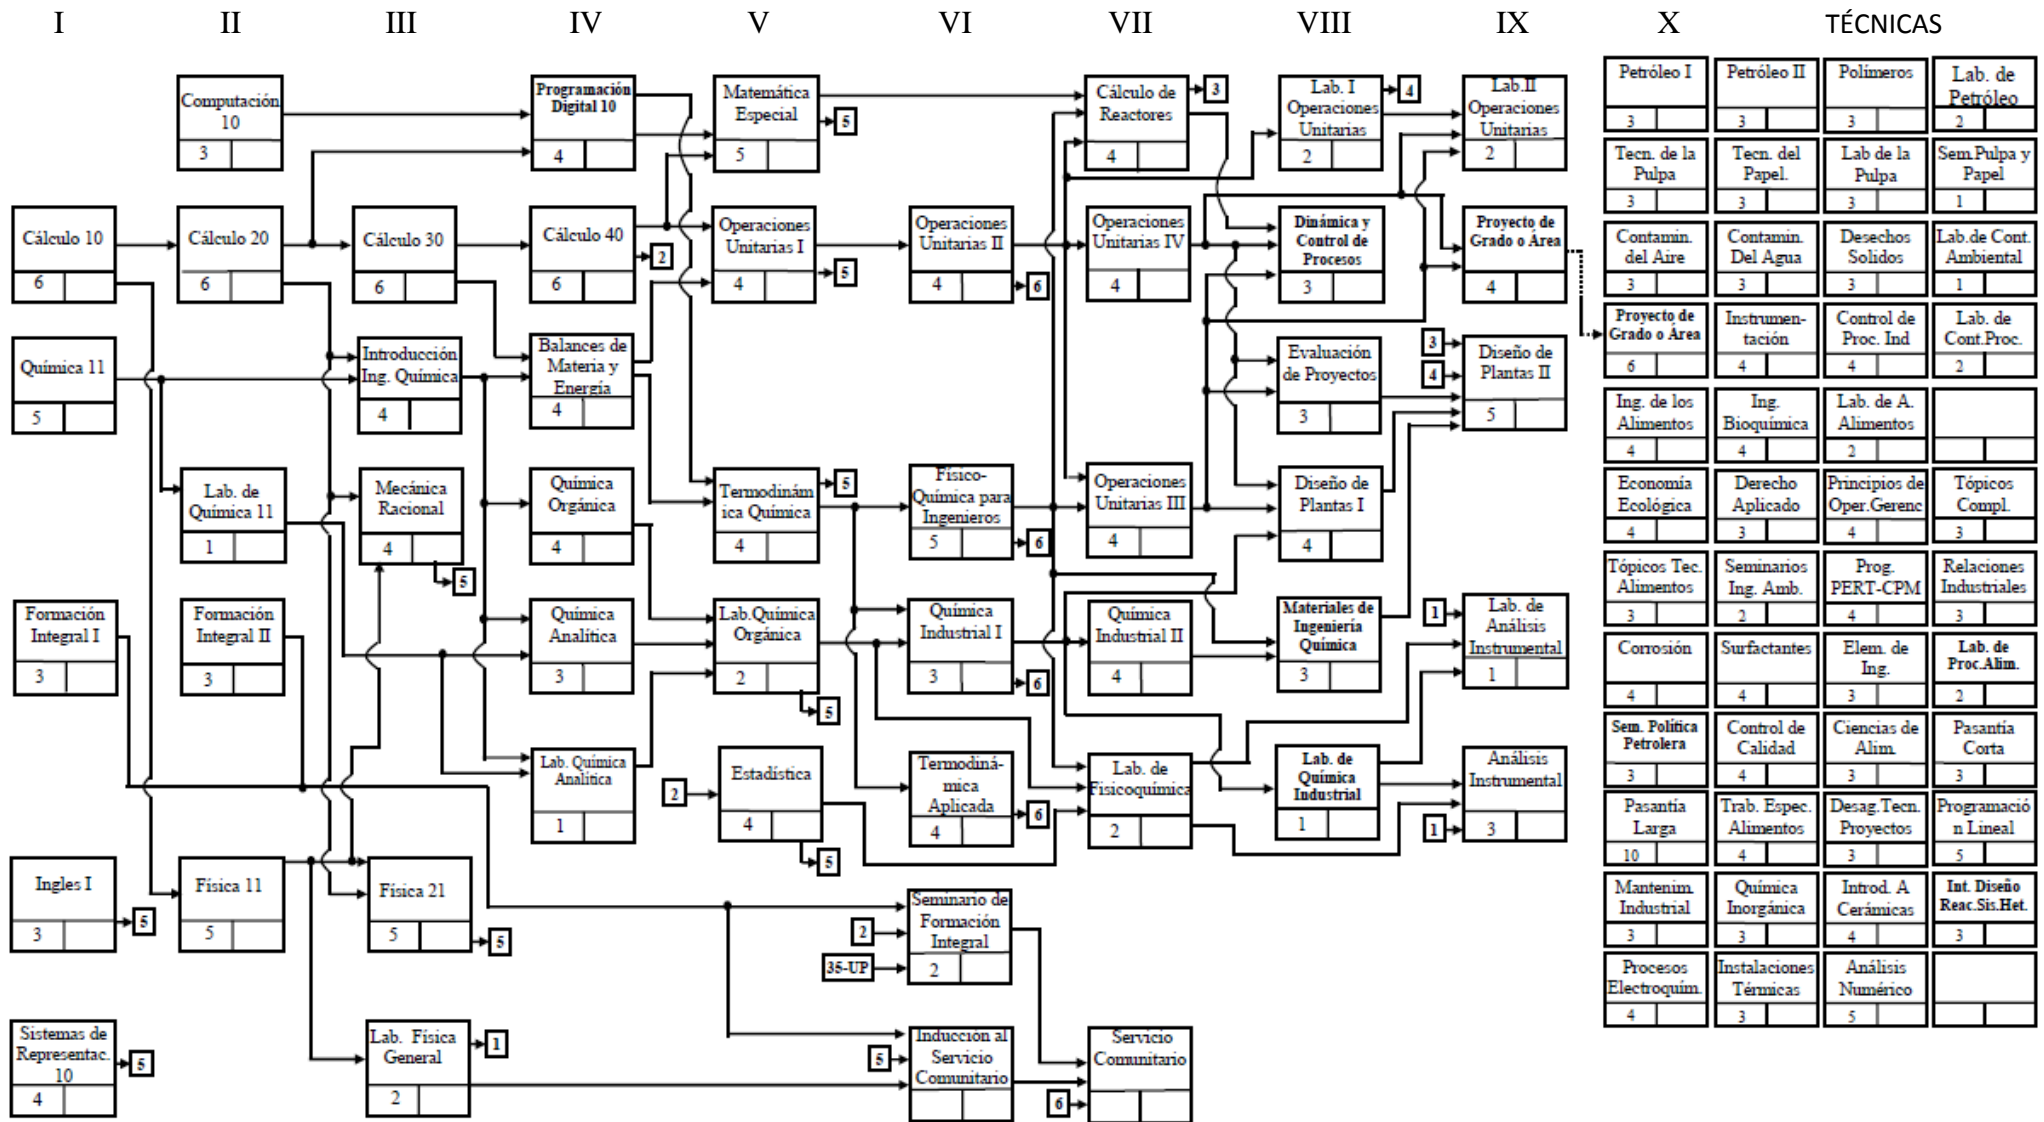 I II III IV V VI VII VIII IX X TÉCNICAS
Computación
10
3
Programación
Digital 10
4
Matemática
Especial
5
5
Cálculo de
Reactores
4
3
Lab. I
Operaciones
Unitarias
2
4
Lab.II
Operaciones
Unitarias
2
Cálculo 10
6
Cálculo 20
6
Cálculo 30
6
Cálculo 40
6
2
Operaciones
Unitarias I
4
5
Operaciones
Unitarias II
4
6
Operaciones
Unitarias IV
4
Dinámica y
Control de
Procesos
3
Proyecto de
Grado o Área
4
Química 11
5
Introducción
Ing. Química
4
Balances de
Materia y
Energía
4
Evaluación
de Proyectos
3
3
4
Diseño de
Plantas II
5
Lab. de
Química 11
1
Mecánica
Racional
4
5
Química
Orgánica
4
Termodinám
ica Química
4
5
Físico-
Química para
Ingenieros
5
6
Operaciones
Unitarias III
4
Diseño de
Plantas I
4
Formación
Integral I
3
Formación
Integral II
3
Química
Analítica
3
Lab.Química
Orgánica
2
5
Química
Industrial I
3
6
Química
Industrial II
4
Materiales de
Ingeniería
Química
3
1
Lab. de
Análisis
Instrumental
1
Lab. Química
Analítica
1
2
Estadística
4
5
Termodiná-
mica
Aplicada
4
6
Lab. de
Fisicoquímica
2
Lab. de
Química
Industrial
1
Análisis
Instrumental
3
1
Ingles I
3
5
Física 11
5
Física 21
5
5
Seminario de
Formación
Integral
2
2
35-UP
Sistemas de
Representac.
10
4
5
Lab. Física
General
2
1
Inducción al
Servicio
Comunitario
5
Servicio
Comunitario
6
Petróleo I
3
Petróleo II
3
Polímeros
3
Lab. de
Petróleo
2
Tecn. de la
Pulpa
3
Tecn. del
Papel.
3
Lab de la
Pulpa
3
Sem.Pulpa y
Papel
1
Contamin.
del Aire
3
Contamin.
Del Agua
3
Desechos
Solidos
3
Lab.de Cont.
Ambiental
1
Proyecto de
Grado o Área
6
Instrumen-
tación
4
Control de
Proc. Ind
4
Lab. de
Cont.Proc.
2
Ing. de los
Alimentos
4
Ing.
Bioquímica
4
Lab. de A.
Alimentos
2
Economía
Ecológica
4
Derecho
Aplicado
3
Principios de
Oper.Gerenc
4
Tópicos
Compl.
3
Tópicos Tec.
Alimentos
3
Seminarios
Ing. Amb.
2
Prog.
PERT-CPM
4
Relaciones
Industriales
3
Corrosión
4
Surfactantes
4
Elem. de
Ing.
3
Lab. de
Proc.Alim.
2
Sem. Política
Petrolera
3
Control de
Calidad
4
Ciencias de
Alim.
3
Pasantía
Corta
3
Pasantía
Larga
10
Trab. Espec.
Alimentos
4
Desag.Tecn.
Proyectos
3
Programació
n Lineal
5
Mantenim.
Industrial
3
Química
Inorgánica
3
Introd. A
Cerámicas
4
Int. Diseño
Reac.Sis.Het.
3
Procesos
Electroquím.
4
Instalaciones
Térmicas
3
Análisis
Numérico
5